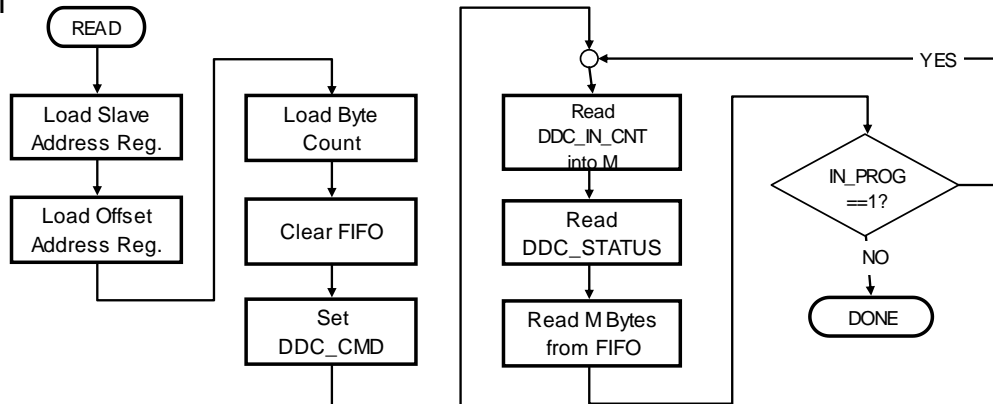 READ
Load Slave
Address Reg.
Load Offset
Address Reg.
Load Byte
Count
Clear FIFO
Set
DDC_CMD
Read
DDC_IN_CNT
into M
Read
DDC_STATUS
Read M Bytes
from FIFO
YES
IN_PROG
==1?
NO
DONE